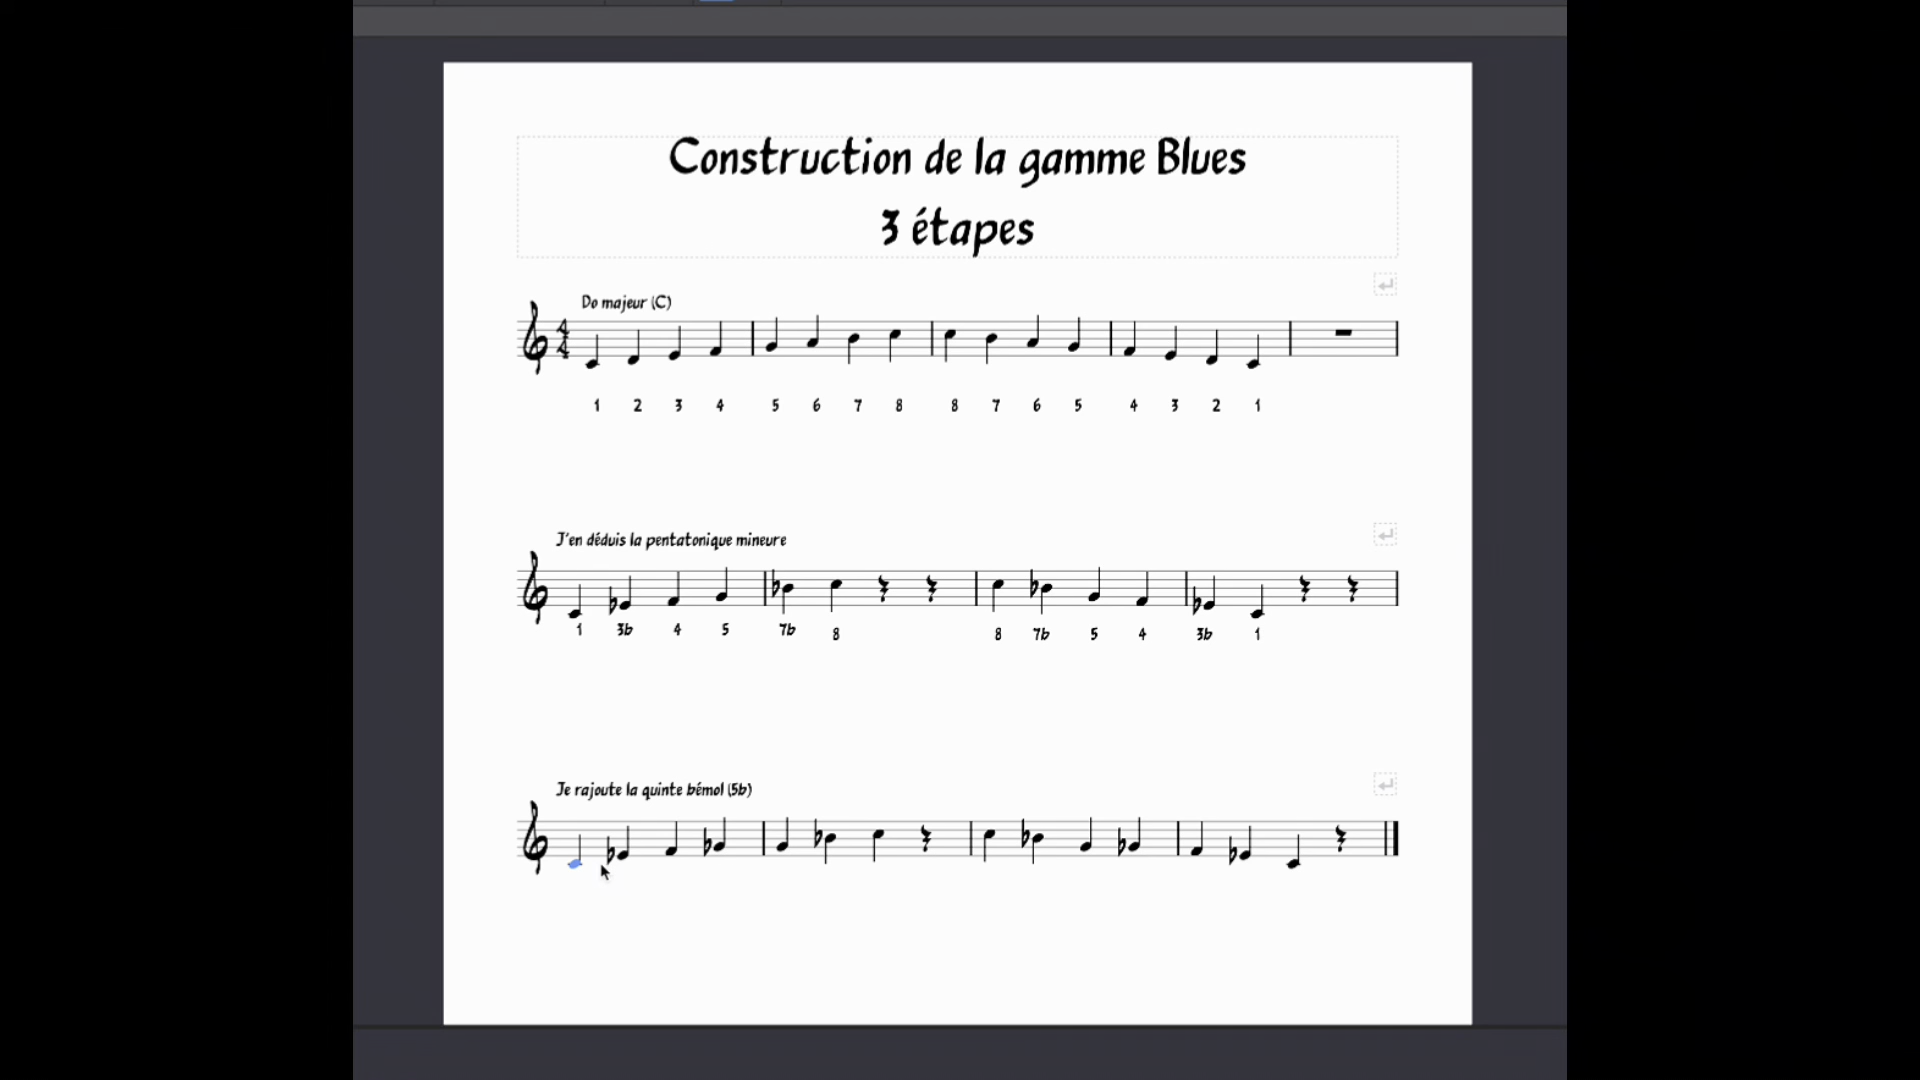 Construction de la gamme Blues
3 étapes
Do majeur (C)
4
4
1 2 3 4 5 6 7 8 8 7 6 5 4 3 2 1
J'en déduis la pentatonique mineure
1 3b 4 5 7b 8 8 7b 5 4 3b 1
Je rajoute la quinte bémol (5b)